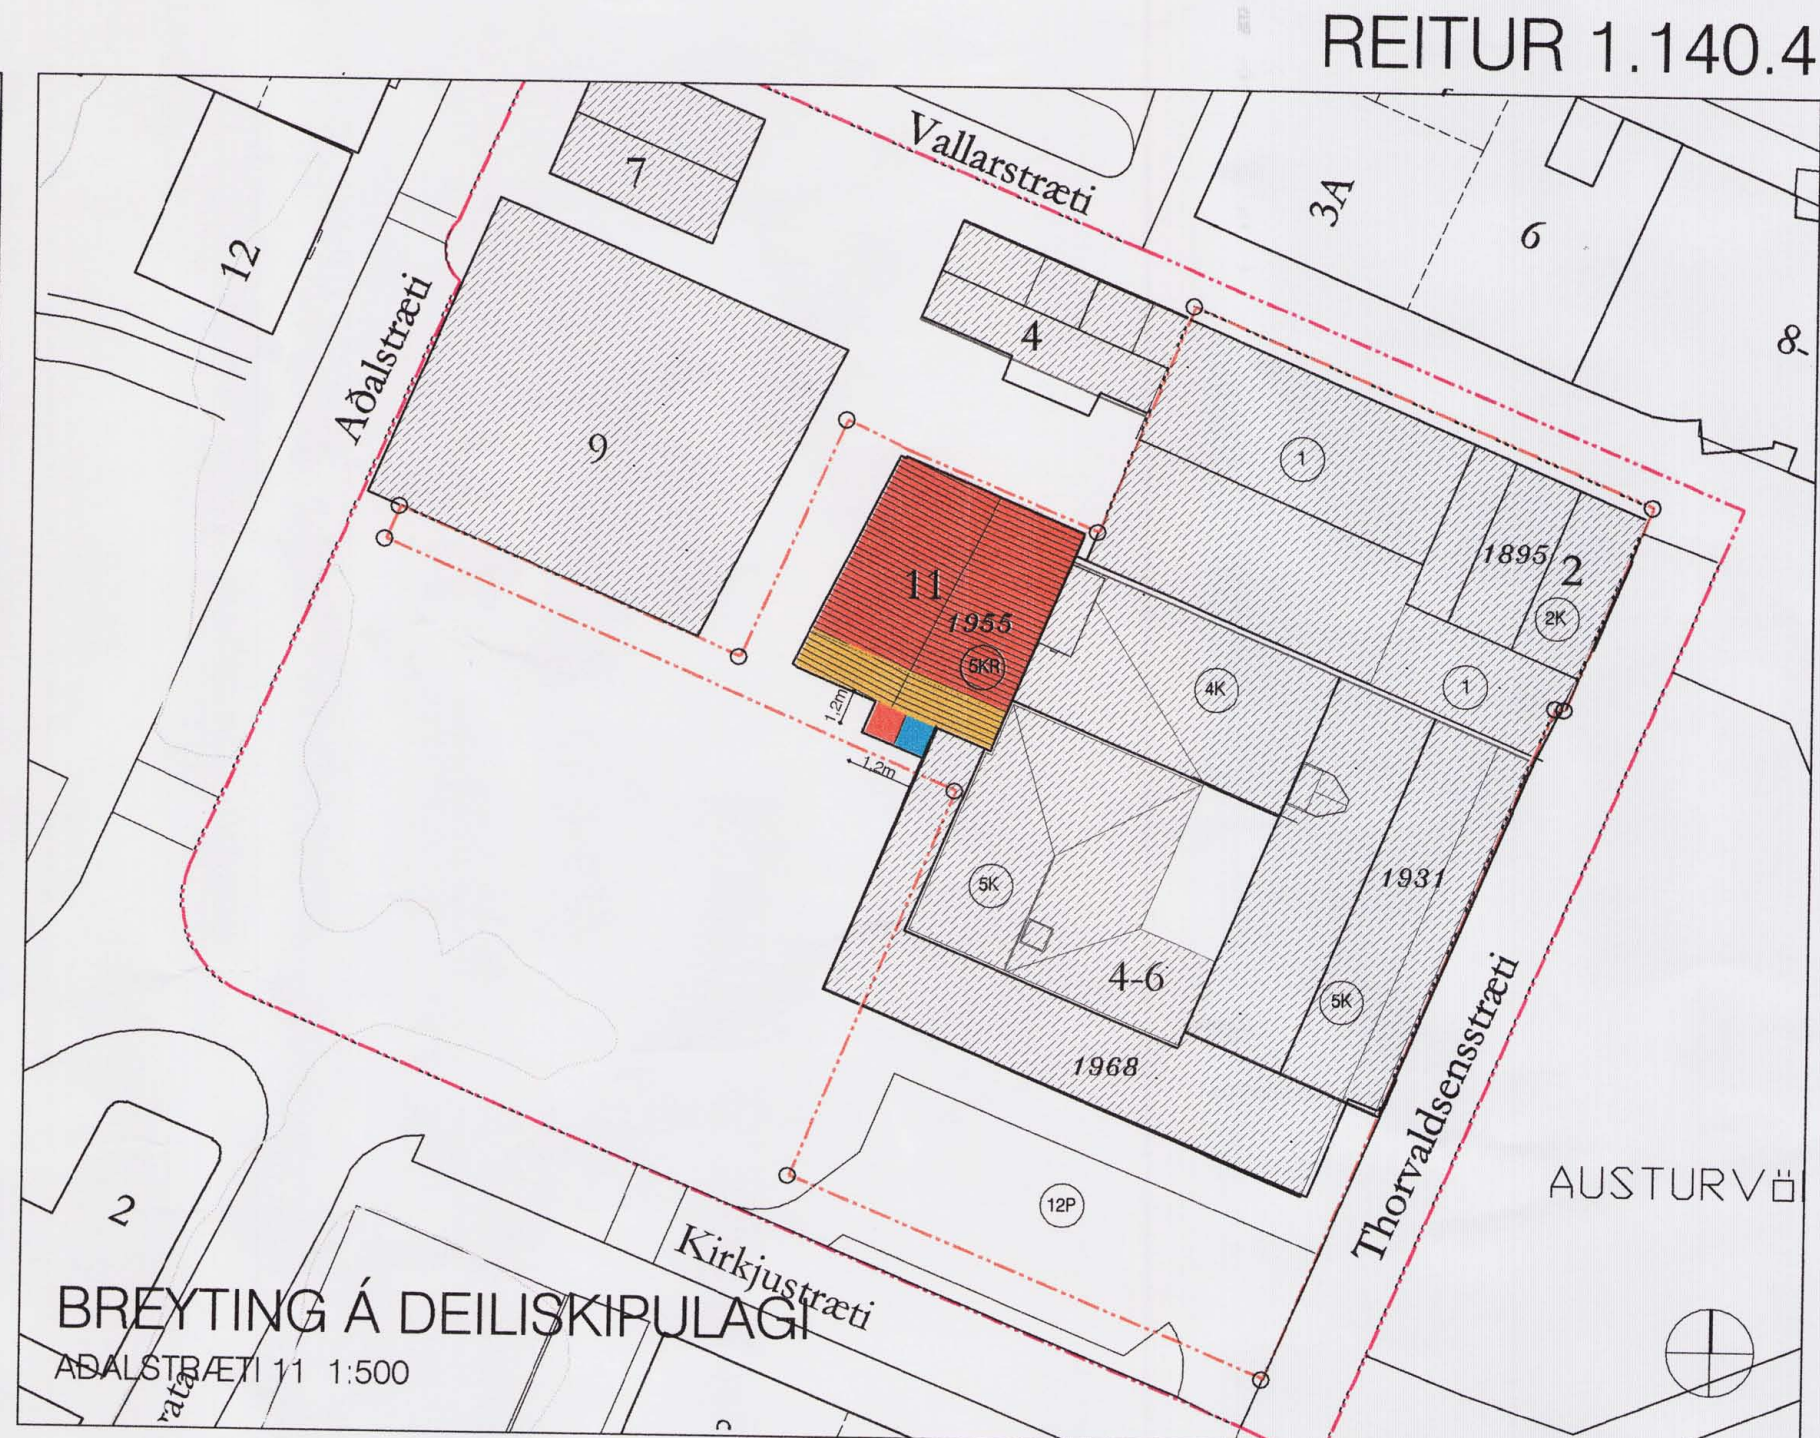 REITUR 1.140.4
Vallarstræti
7
3A
6
12
8-
Aðalstræti
4
9
1
1895
2
11
1955
2K
5KR
4K
1
1,2m
1,2m
5K
1931
4-6
5K
1968
Thorvaldsensstræti
AUSTURVÖ
12P
2
Kirkjustræti
BREYTING Á DEILISKIPULAGI
AÐALSTRÆTI 11 1:500
rata